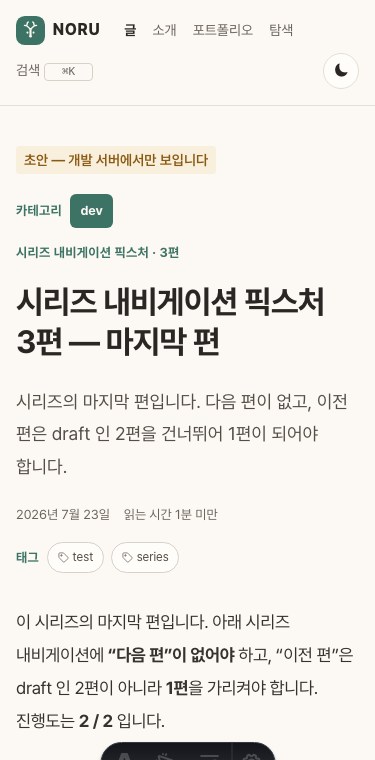 NORU 글 소개 포트폴리오 탐색
검색 ⌘K
초안 — 개발 서버에서만 보입니다
카테고리 dev
시리즈 내비게이션 픽스처 · 3편
시리즈 내비게이션 픽스처
3편 — 마지막 편
시리즈의 마지막 편입니다. 다음 편이 없고, 이전
편은 draft 인 2편을 건너뛰어 1편이 되어야
합니다.
2026년 7월 23일 읽는 시간 1분 미만
태그 test series
이 시리즈의 마지막 편입니다. 아래 시리즈
내비게이션에 “다음 편”이 없어야 하고, “이전 편”은
draft 인 2편이 아니라 1편을 가리켜야 합니다.
진행도는 2 / 2 입니다.